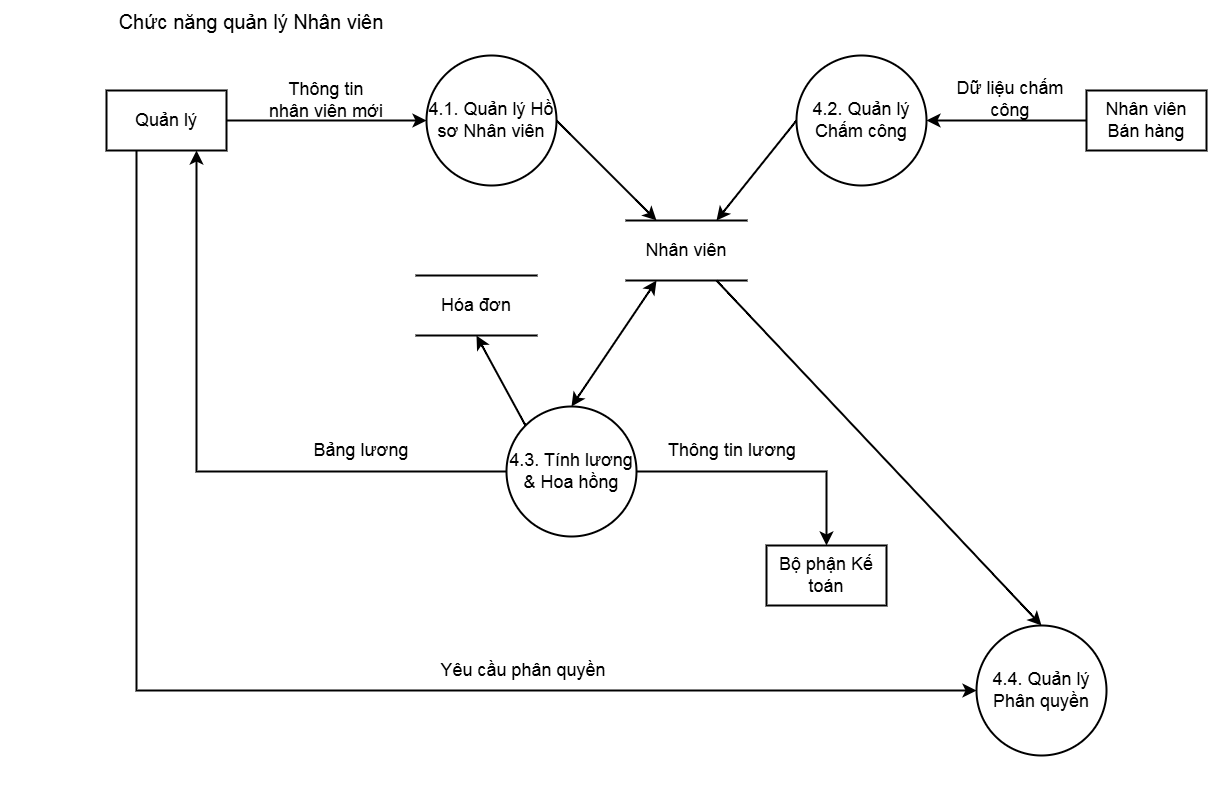 Chức năng quản lý Nhân viên
Quản lý
Thông tin
nhân viên mới
4.1. Quản lý Hồ
sơ Nhân viên
4.2. Quản lý
Chấm công
Dữ liệu chấm
công
Nhân viên
Bán hàng
Nhân viên
Hóa đơn
Bảng lương
4.3. Tính lương
& Hoa hồng
Thông tin lương
Bộ phận Kế
toán
Yêu cầu phân quyền
4.4. Quản lý
Phân quyền